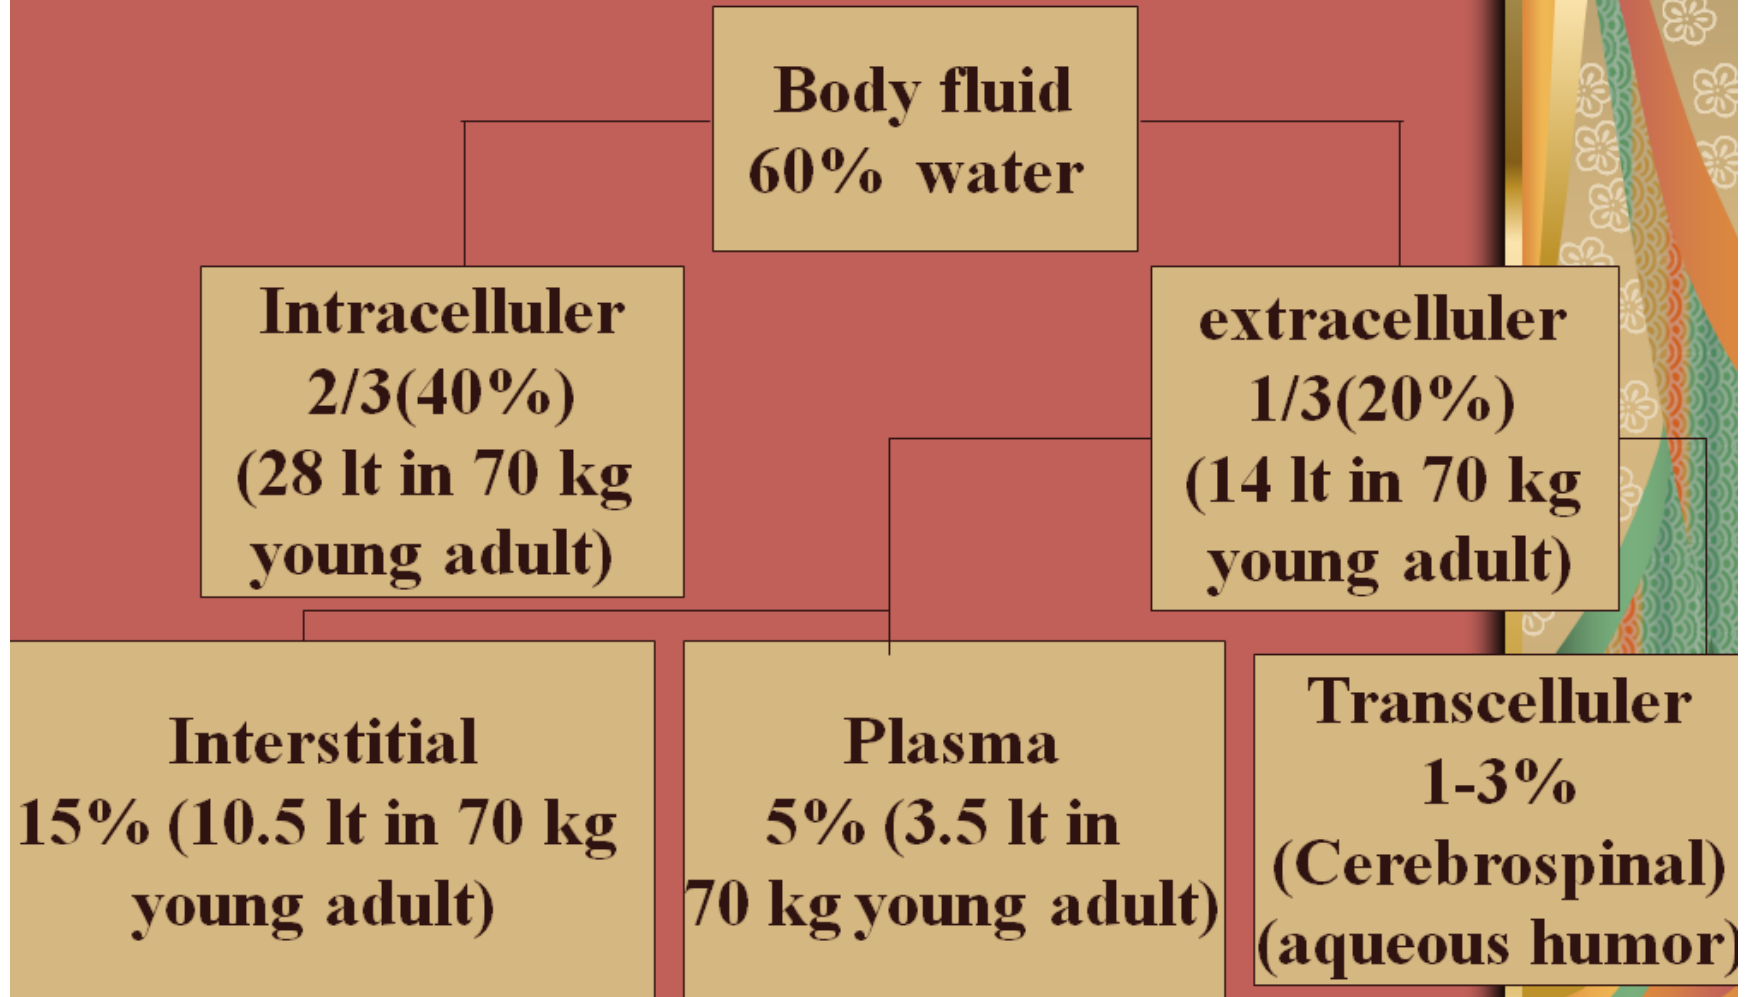 Body fluid
60% water
Intracelluler
2/3(40%)
(28 lt in 70 kg
young adult)
extracelluler
1/3(20%)
(14 lt in 70 kg
young adult)
Interstitial
15% (10.5 lt in 70 kg
young adult)
Plasma
5% (3.5 lt in
70 kg young adult)
Transcelluler
1-3%
(Cerebrospinal)
(aqueous humor)